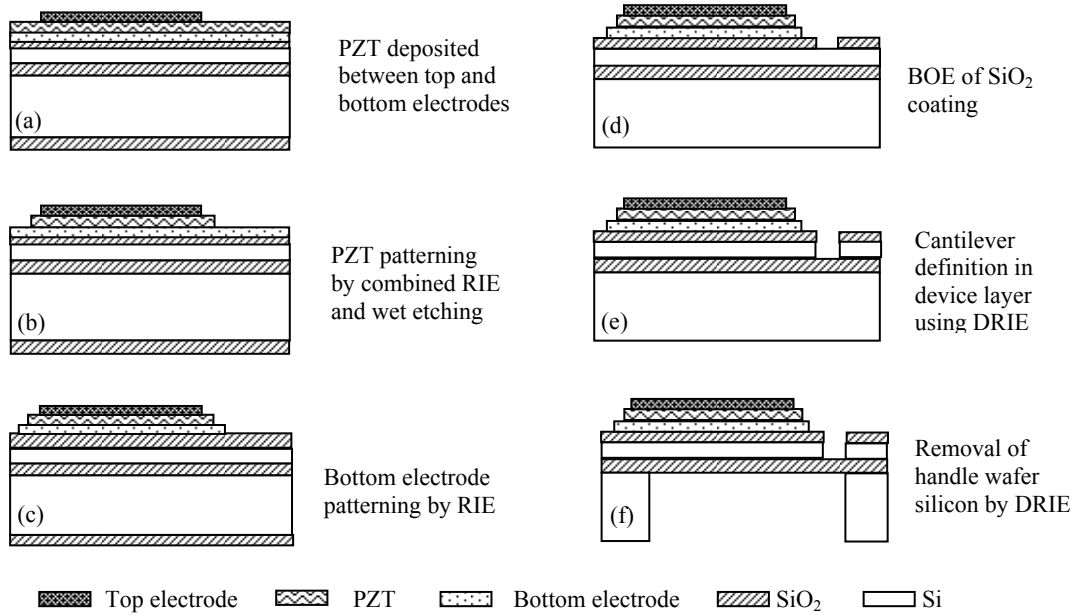 (a)
PZT deposited
between top and
bottom electrodes
(b)
PZT patterning
by combined RIE
and wet etching
(c)
Bottom electrode
patterning by RIE
(d)
BOE of SiO₂
coating
(e)
Cantilever
definition in
device layer
using DRIE
(f)
Removal of
handle wafer
silicon by DRIE
Top electrode PZT Bottom electrode SiO₂ Si